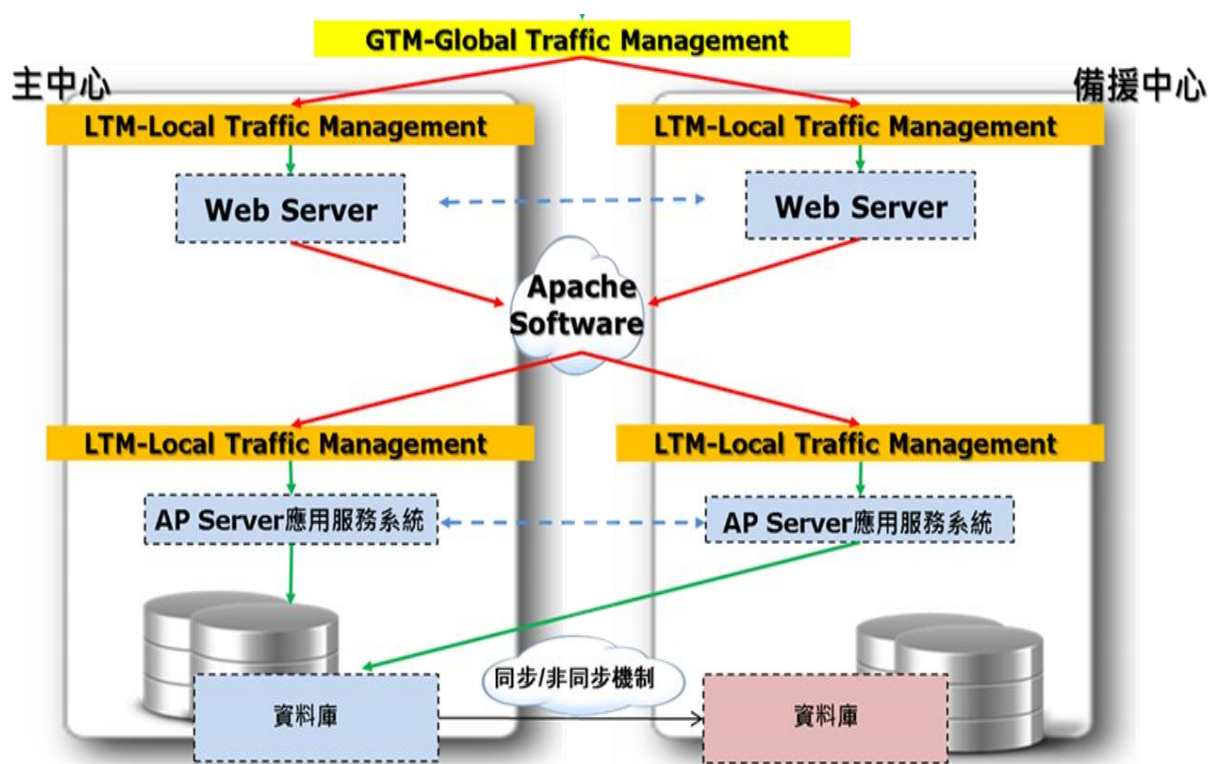 GTM-Global Traffic Management
主中心
備援中心
LTM-Local Traffic Management
LTM-Local Traffic Management
Web Server
Web Server
Apache
Software
LTM-Local Traffic Management
LTM-Local Traffic Management
AP Server應用服務系統
AP Server應用服務系統
同步/非同步機制
資料庫
資料庫